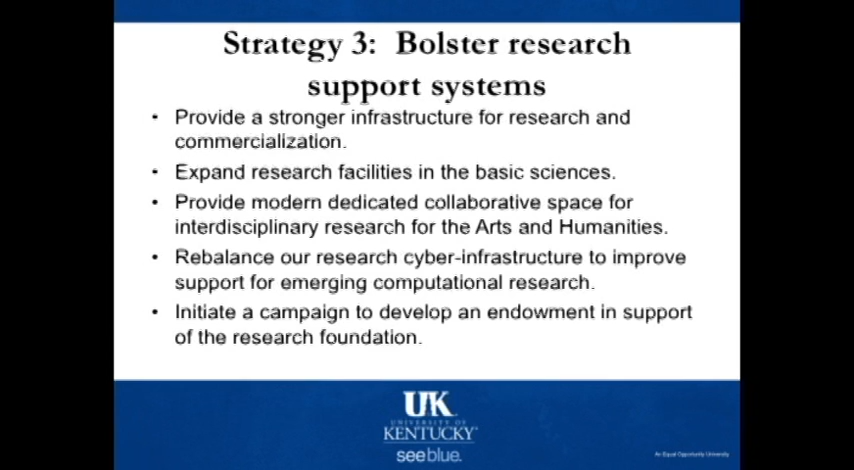 Strategy 3: Bolster research
support systems
• Provide a stronger infrastructure for research and
commercialization.
• Expand research facilities in the basic sciences.
• Provide modern dedicated collaborative space for
interdisciplinary research for the Arts and Humanities.
• Rebalance our research cyber-infrastructure to improve
support for emerging computational research.
• Initiate a campaign to develop an endowment in support
of the research foundation.
UK
UNIVERSITY OF
KENTUCKY
seeblue.
An Equal Opportunity University